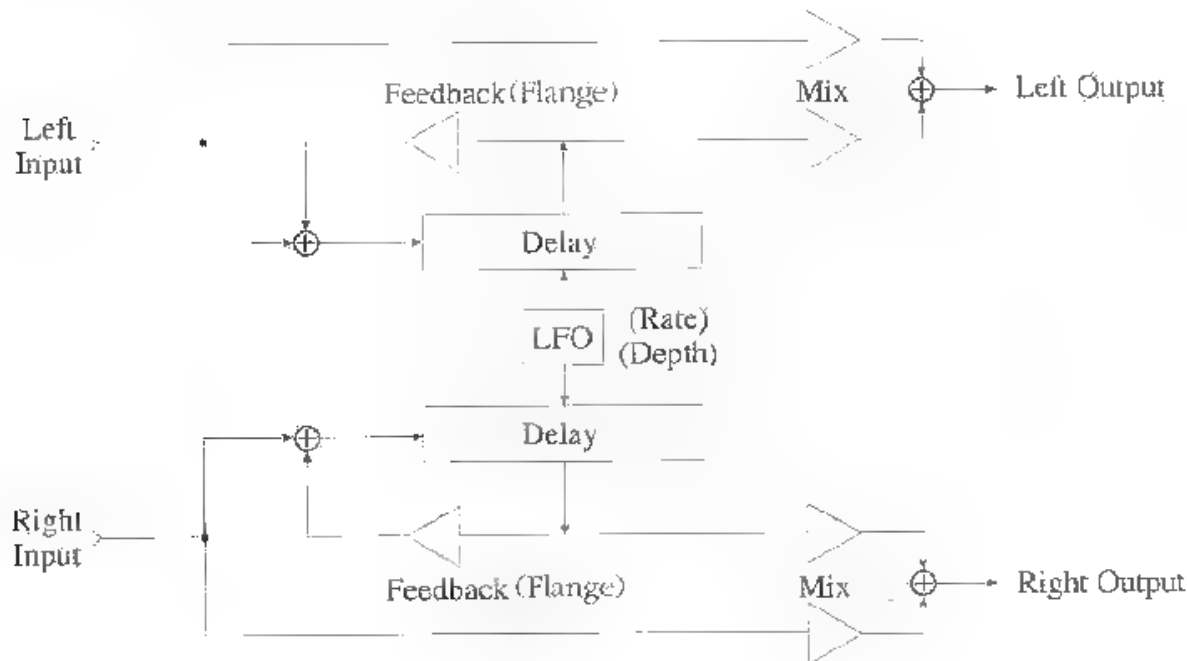 Feedback (Flange)
Mix
Left Output
Left
Input
Delay
LFO
(Rate)
(Depth)
Delay
Right
Input
Feedback (Flange)
Mix
Right Output